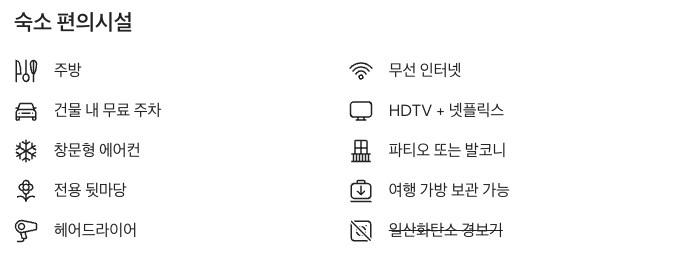 숙소 편의시설
주방
무선 인터넷
건물 내 무료 주차
HDTV + 넷플릭스
창문형 에어컨
파티오 또는 발코니
전용 뒷마당
여행 가방 보관 가능
헤어드라이어
일산화탄소 경보기